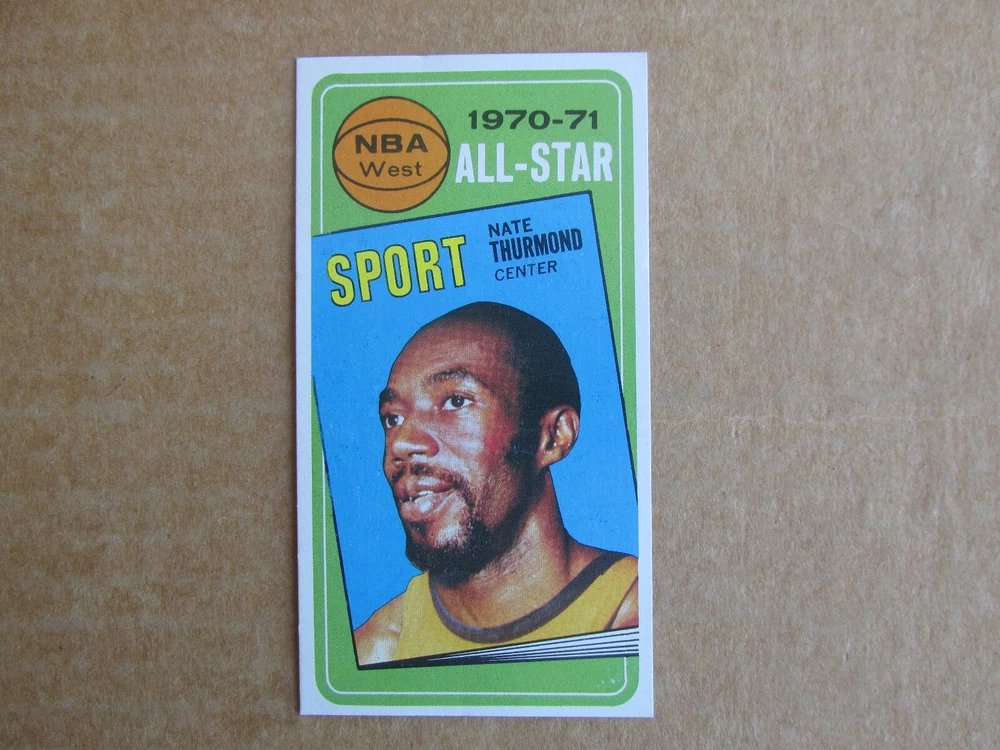 NBA
West
1970-71
ALL-STAR
SPORT
NATE
THURMOND
CENTER